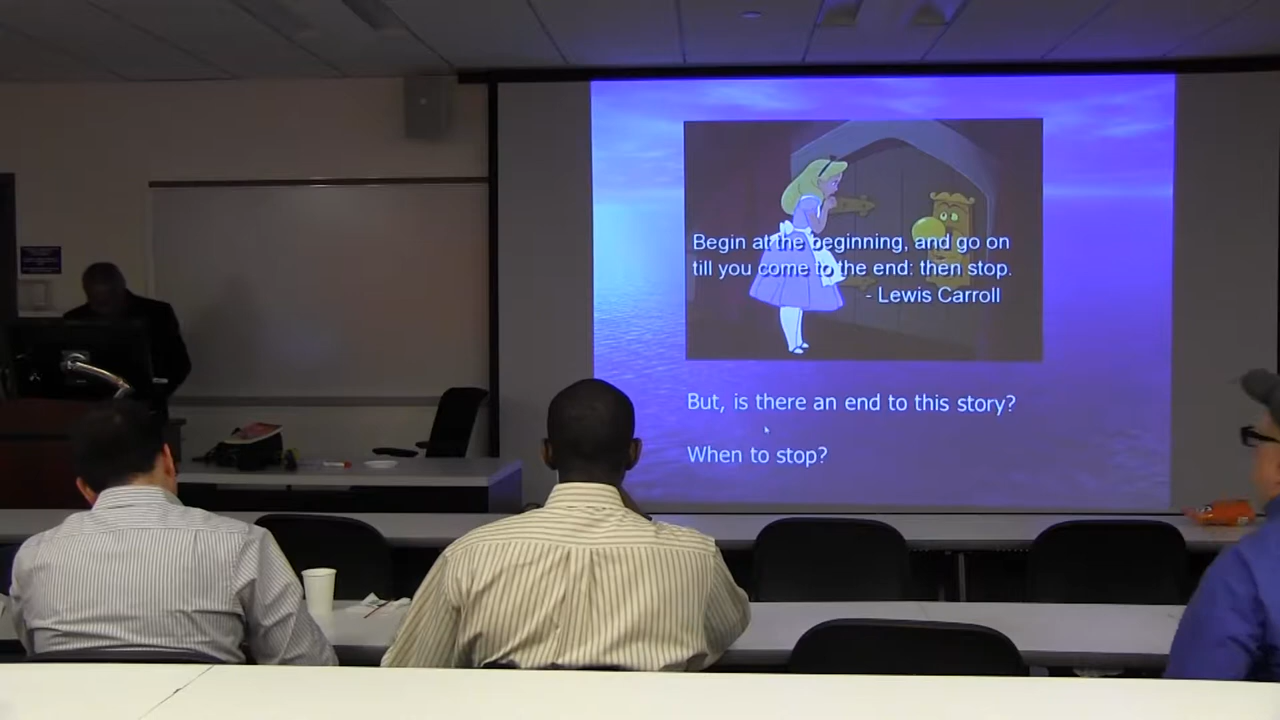 Begin at the beginning, and go on
till you come to the end: then stop.
- Lewis Carroll
But, is there an end to this story?
When to stop?